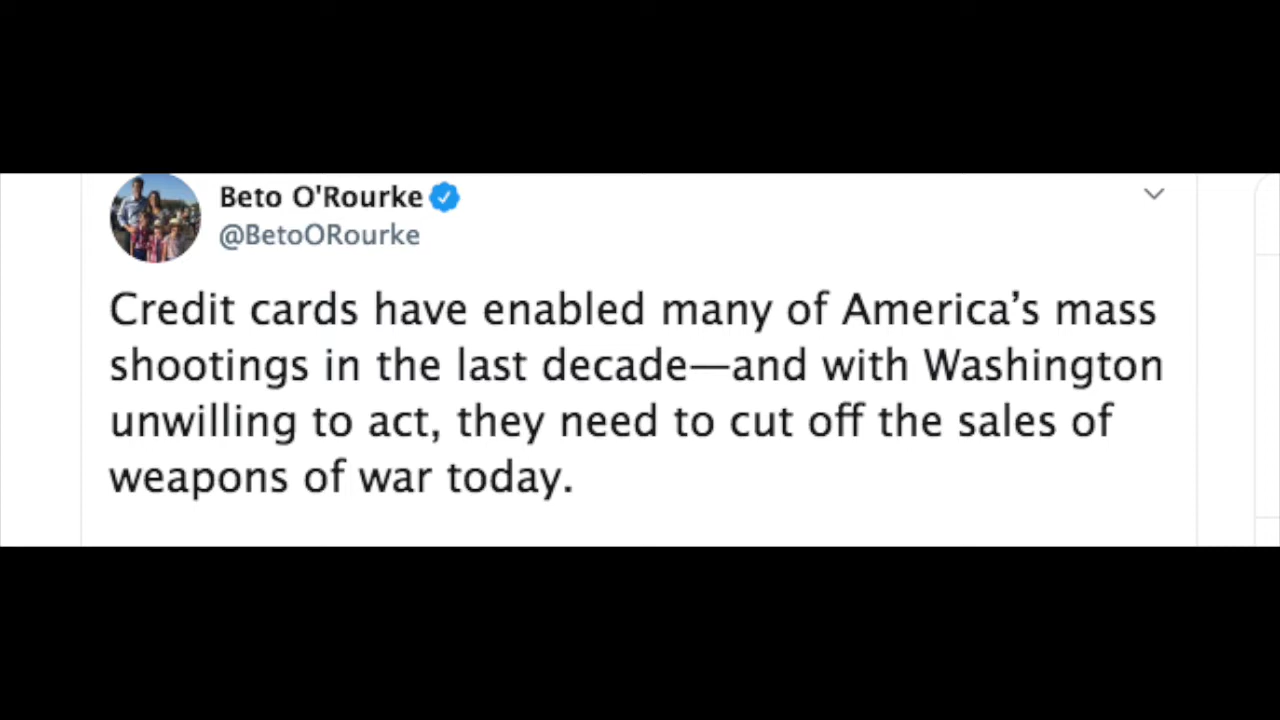 Beto O'Rourke
@BetoORourke
Credit cards have enabled many of America’s mass
shootings in the last decade—and with Washington
unwilling to act, they need to cut off the sales of
weapons of war today.